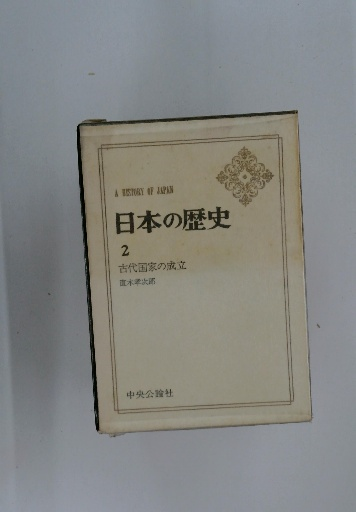 A HISTORY OF JAPAN
日本の歴史
2
古代国家の成立
直木孝次郎
中央公論社